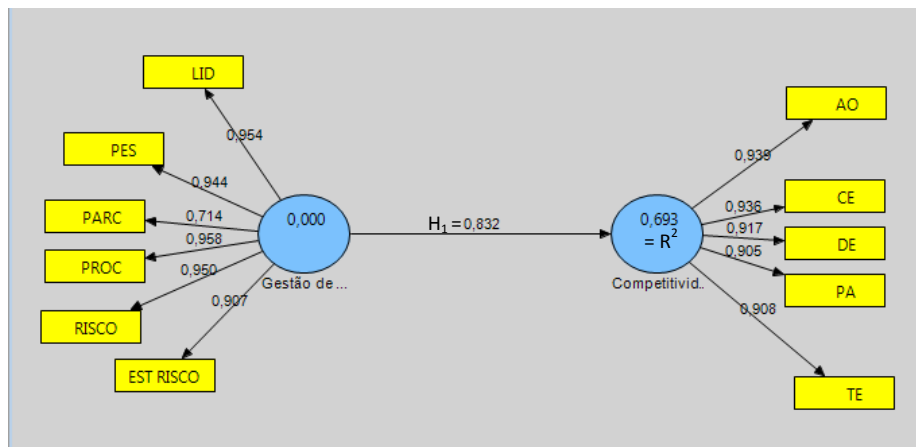 LID
0,954
PES
0,944
PARC
0,714
PROC
0,958
RISCO
0,950
EST RISCO
0,907
0,000
Gestão de ...
H₁ = 0,832
0,693
= R²
Competitivid..
AO
0,939
CE
0,936
DE
0,917
PA
0,905
TE
0,908